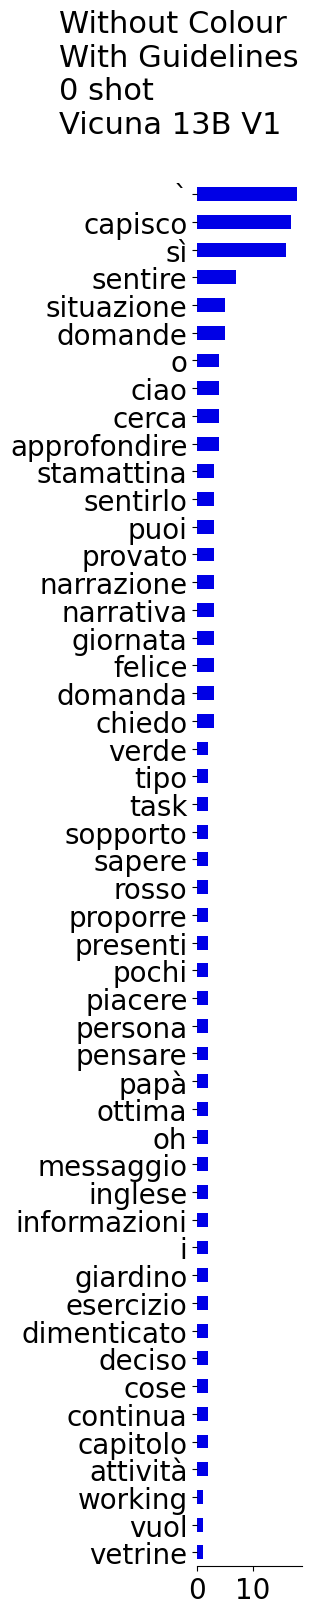 Without Colour
With Guidelines
0 shot
Vicuna 13B V1
`
capisco
sì
sentire
situazione
domande
o
ciao
cerca
approfondire
stamattina
sentirlo
puoi
provato
narrazione
narrativa
giornata
felice
domanda
chiedo
verde
tipo
task
sopporto
sapere
rosso
proporre
presenti
pochi
piacere
persona
pensare
papà
ottima
oh
messaggio
inglese
informazioni
i
giardino
esercizio
dimenticato
deciso
cose
continua
capitolo
attività
working
vuol
vetrine
0 10